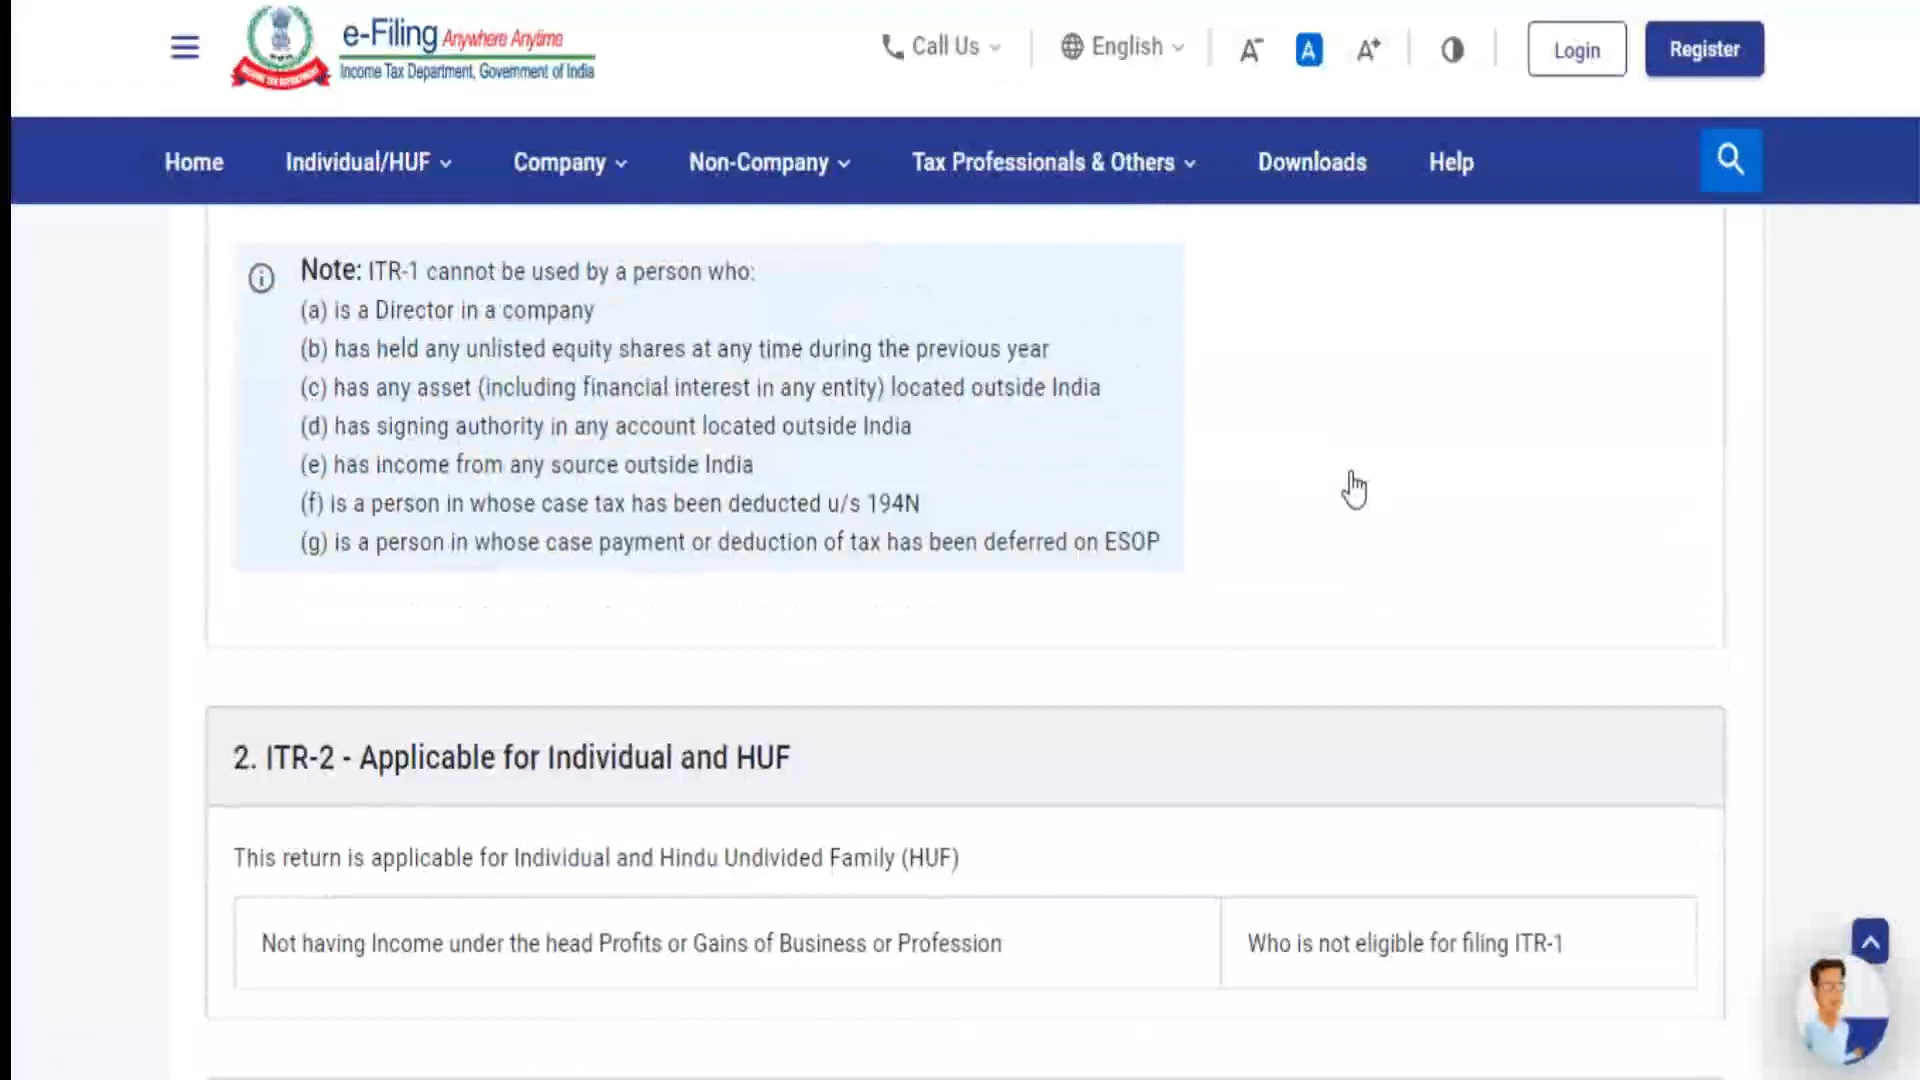 e-Filing Anywhere Anytime
Income Tax Department, Government of India
Call Us
English
A-
A
A+
Login
Register
Home
Individual/HUF
Company
Non-Company
Tax Professionals & Others
Downloads
Help
Note: ITR-1 cannot be used by a person who:
(a) is a Director in a company
(b) has held any unlisted equity shares at any time during the previous year
(c) has any asset (including financial interest in any entity) located outside India
(d) has signing authority in any account located outside India
(e) has income from any source outside India
(f) is a person in whose case tax has been deducted u/s 194N
(g) is a person in whose case payment or deduction of tax has been deferred on ESOP
2. ITR-2 - Applicable for Individual and HUF
This return is applicable for Individual and Hindu Undivided Family (HUF)
Not having Income under the head Profits or Gains of Business or Profession
Who is not eligible for filing ITR-1